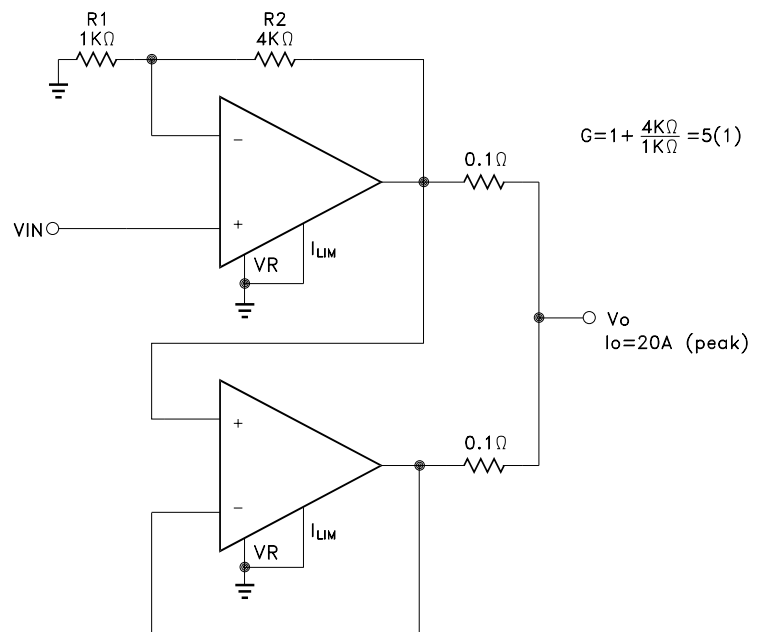 R1
1KΩ
R2
4KΩ
G=1+ 4KΩ/1KΩ =5(1)
0.1Ω
−
+
VIN
VR
ILIM
Vo
Io=20A (peak)
+
−
0.1Ω
VR
ILIM